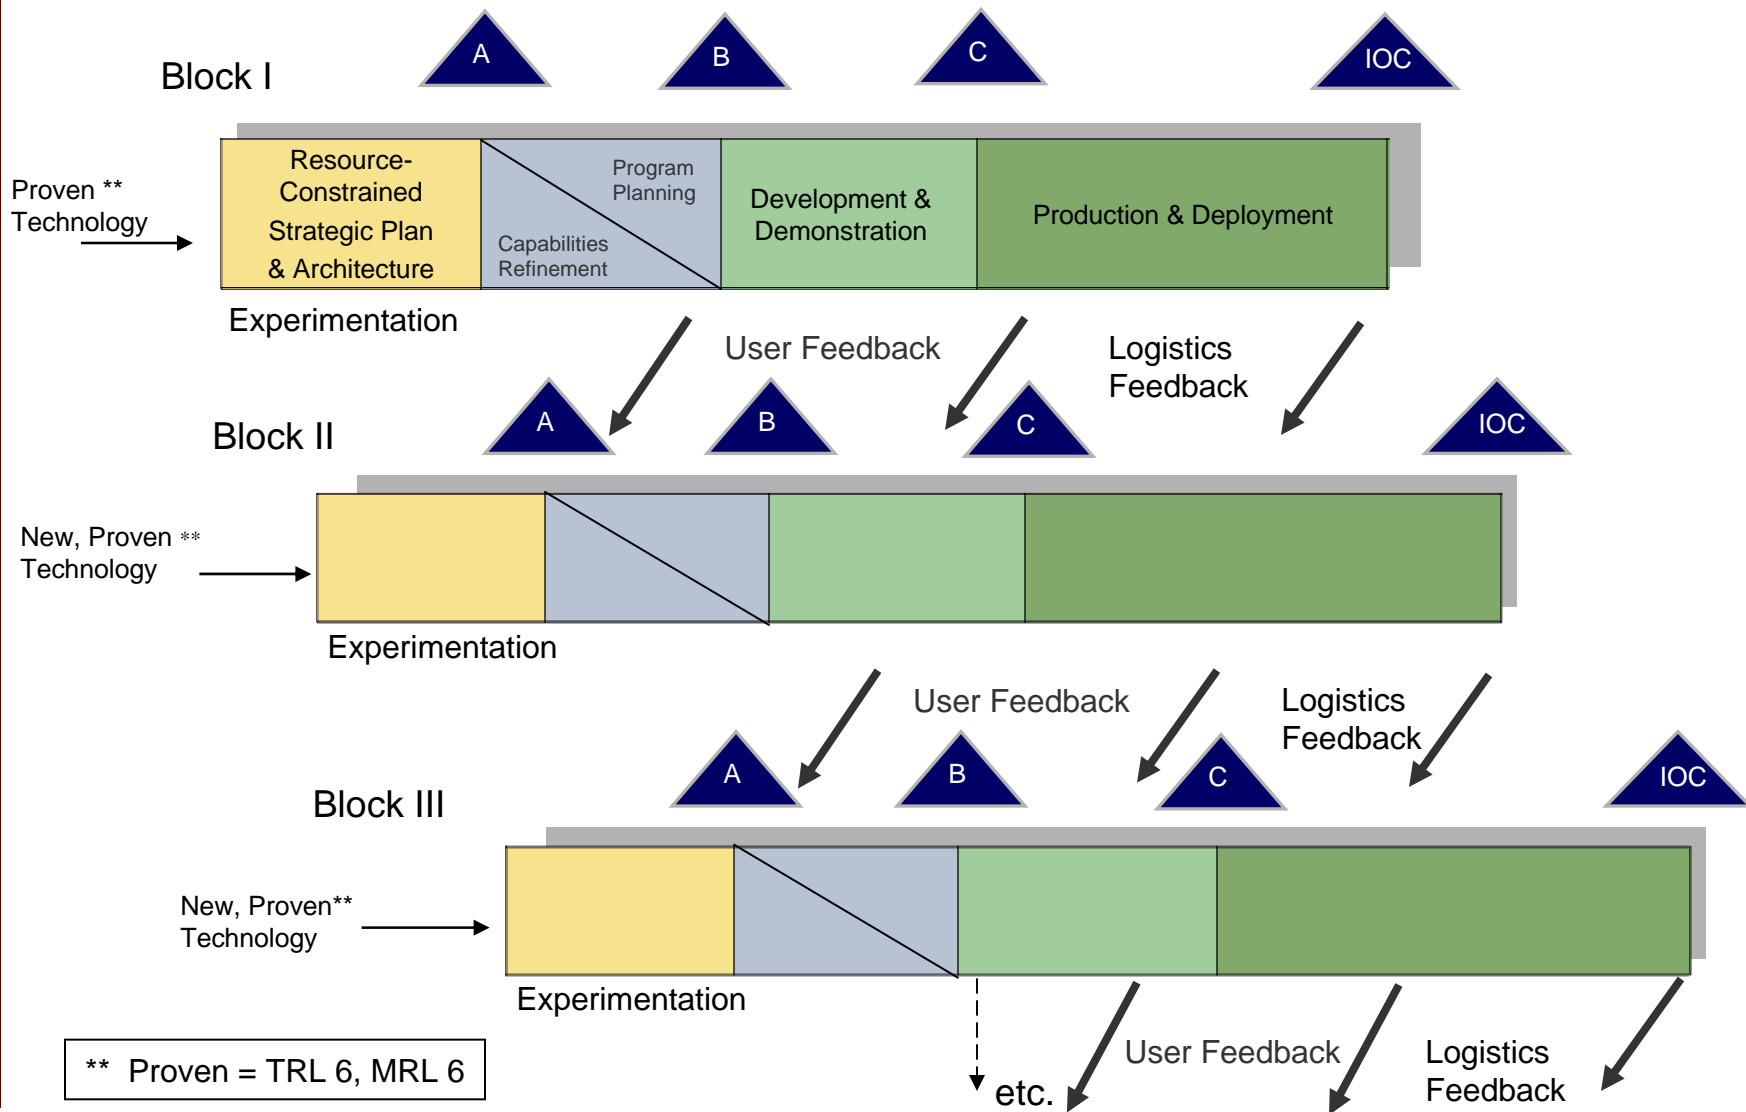 A
B
C
IOC
Block I
Resource-
Constrained
Strategic Plan
& Architecture
Program
Planning
Capabilities
Refinement
Development &
Demonstration
Production & Deployment
Proven **
Technology
Experimentation
User Feedback
Logistics
Feedback
A
B
C
IOC
Block II
New, Proven **
Technology
Experimentation
User Feedback
Logistics
Feedback
A
B
C
IOC
Block III
New, Proven**
Technology
Experimentation
User Feedback
Logistics
Feedback
** Proven = TRL 6, MRL 6
etc.